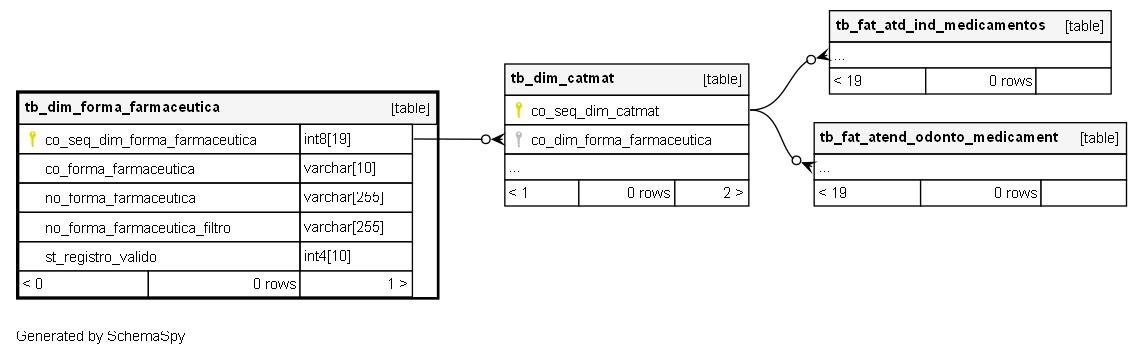 tb_dim_forma_farmaceutica [table]
co_seq_dim_forma_farmaceutica int8[19]
co_forma_farmaceutica varchar[10]
no_forma_farmaceutica varchar[255]
no_forma_farmaceutica_filtro varchar[255]
st_registro_valido int4[10]
< 0 0 rows 1 >
tb_dim_catmat [table]
co_seq_dim_catmat
co_dim_forma_farmaceutica
...
< 1 0 rows 2 >
tb_fat_atd_ind_medicamentos [table]
...
< 19 0 rows
tb_fat_atend_odonto_medicament [table]
...
< 19 0 rows
Generated by SchemaSpy